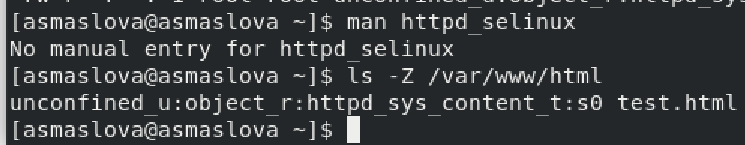 [asmaslova@asmaslova ~]$ man httpd_selinux
No manual entry for httpd_selinux
[asmaslova@asmaslova ~]$ ls -Z /var/www/html
unconfined_u:object_r:httpd_sys_content_t:s0 test.html
[asmaslova@asmaslova ~]$